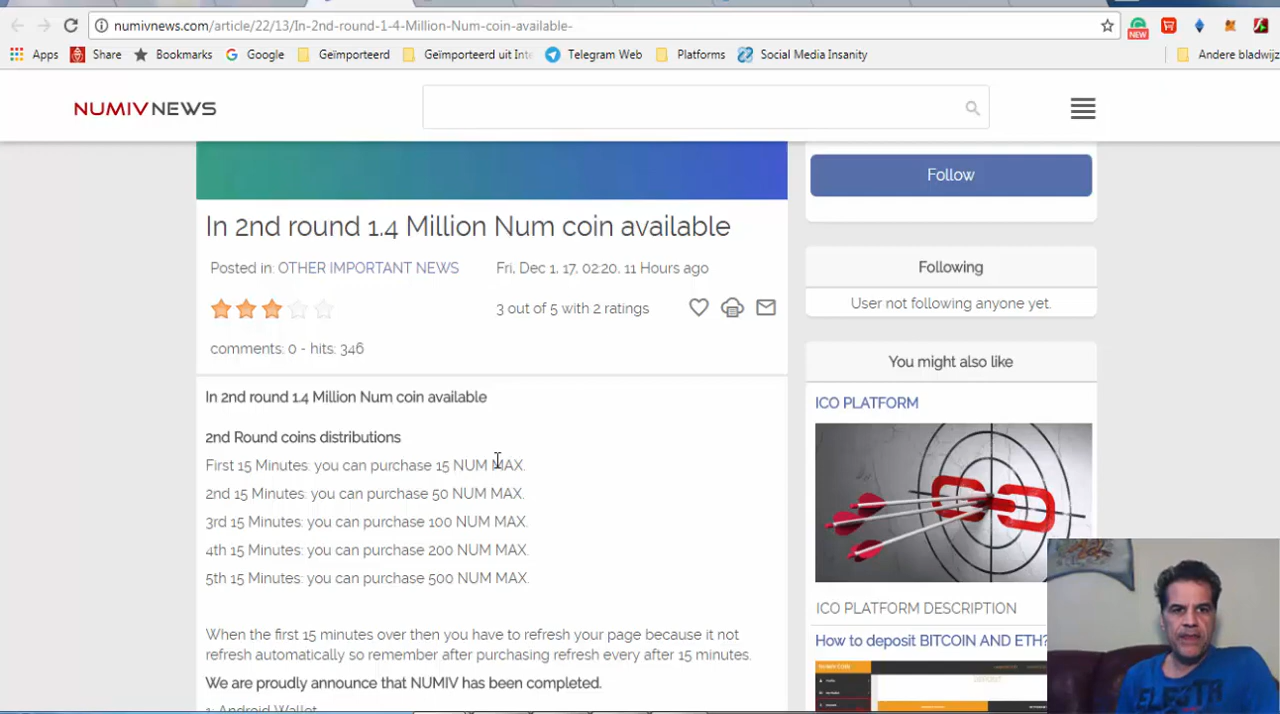 numivnews.com/article/22/13/In-2nd-round-1-4-Million-Num-coin-available-
NEW
Apps Share Bookmarks Google Geïmporteerd Geïmporteerd uit Inte Telegram Web Platforms Social Media Insanity Andere bladwijz
NUMIVNEWS
Follow
In 2nd round 1.4 Million Num coin available
Posted in: OTHER IMPORTANT NEWS Fri, Dec 1, 17, 02:20, 11 Hours ago
3 out of 5 with 2 ratings
comments: 0 - hits: 346
In 2nd round 1.4 Million Num coin available
2nd Round coins distributions
First 15 Minutes: you can purchase 15 NUM MAX.
2nd 15 Minutes: you can purchase 50 NUM MAX.
3rd 15 Minutes: you can purchase 100 NUM MAX.
4th 15 Minutes: you can purchase 200 NUM MAX.
5th 15 Minutes: you can purchase 500 NUM MAX.
When the first 15 minutes over then you have to refresh your page because it not
refresh automatically so remember after purchasing refresh every after 15 minutes.
We are proudly announce that NUMIV has been completed.
1: Android Wallet
Following
User not following anyone yet.
You might also like
ICO PLATFORM
ICO PLATFORM DESCRIPTION
How to deposit BITCOIN AND ETH?